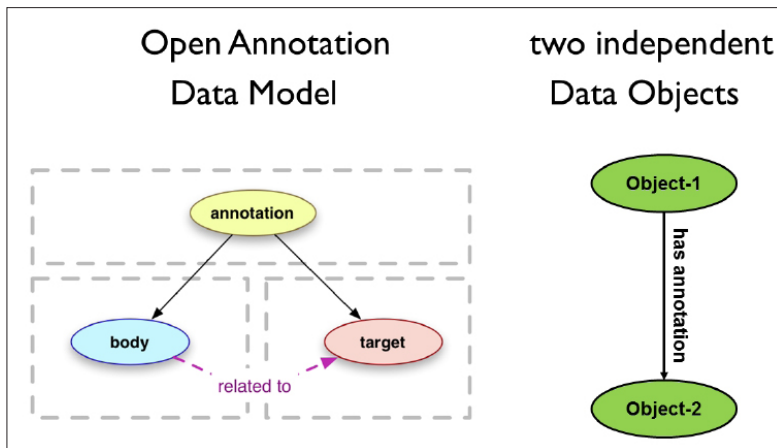 Open Annotation
Data Model
two independent
Data Objects
annotation
body
target
related to
Object-1
has annotation
Object-2